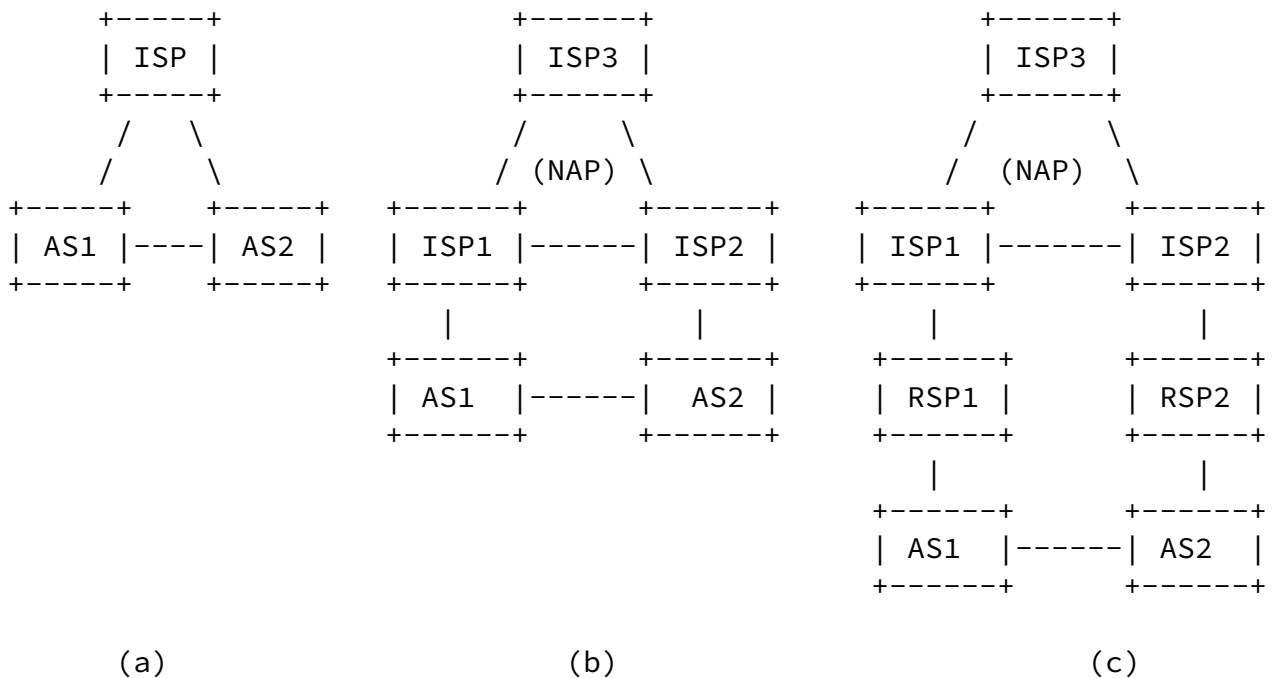 ISP ISP3 ISP3
(NAP) (NAP)
AS1 AS2 ISP1 ISP2 ISP1 ISP2
AS1 AS2 RSP1 RSP2
AS1 AS2
(a) (b) (c)